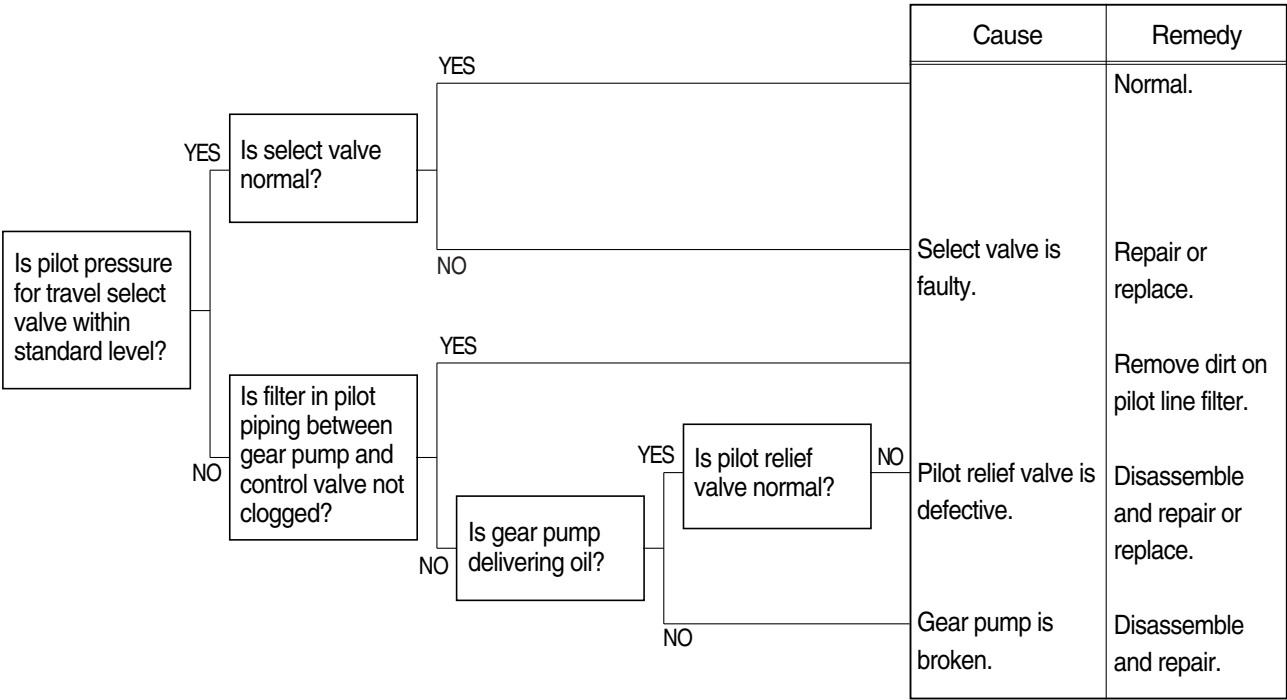 Cause
Remedy
YES
Normal.
YES
Is select valve
normal?
NO
Select valve is
faulty.
Repair or
replace.
Is pilot pressure
for travel select
valve within
standard level?
YES
Remove dirt on
pilot line filter.
NO
Is filter in pilot
piping between
gear pump and
control valve not
clogged?
YES
Is pilot relief
valve normal?
NO
Pilot relief valve is
defective.
Disassemble
and repair or
replace.
NO
Is gear pump
delivering oil?
NO
Gear pump is
broken.
Disassemble
and repair.